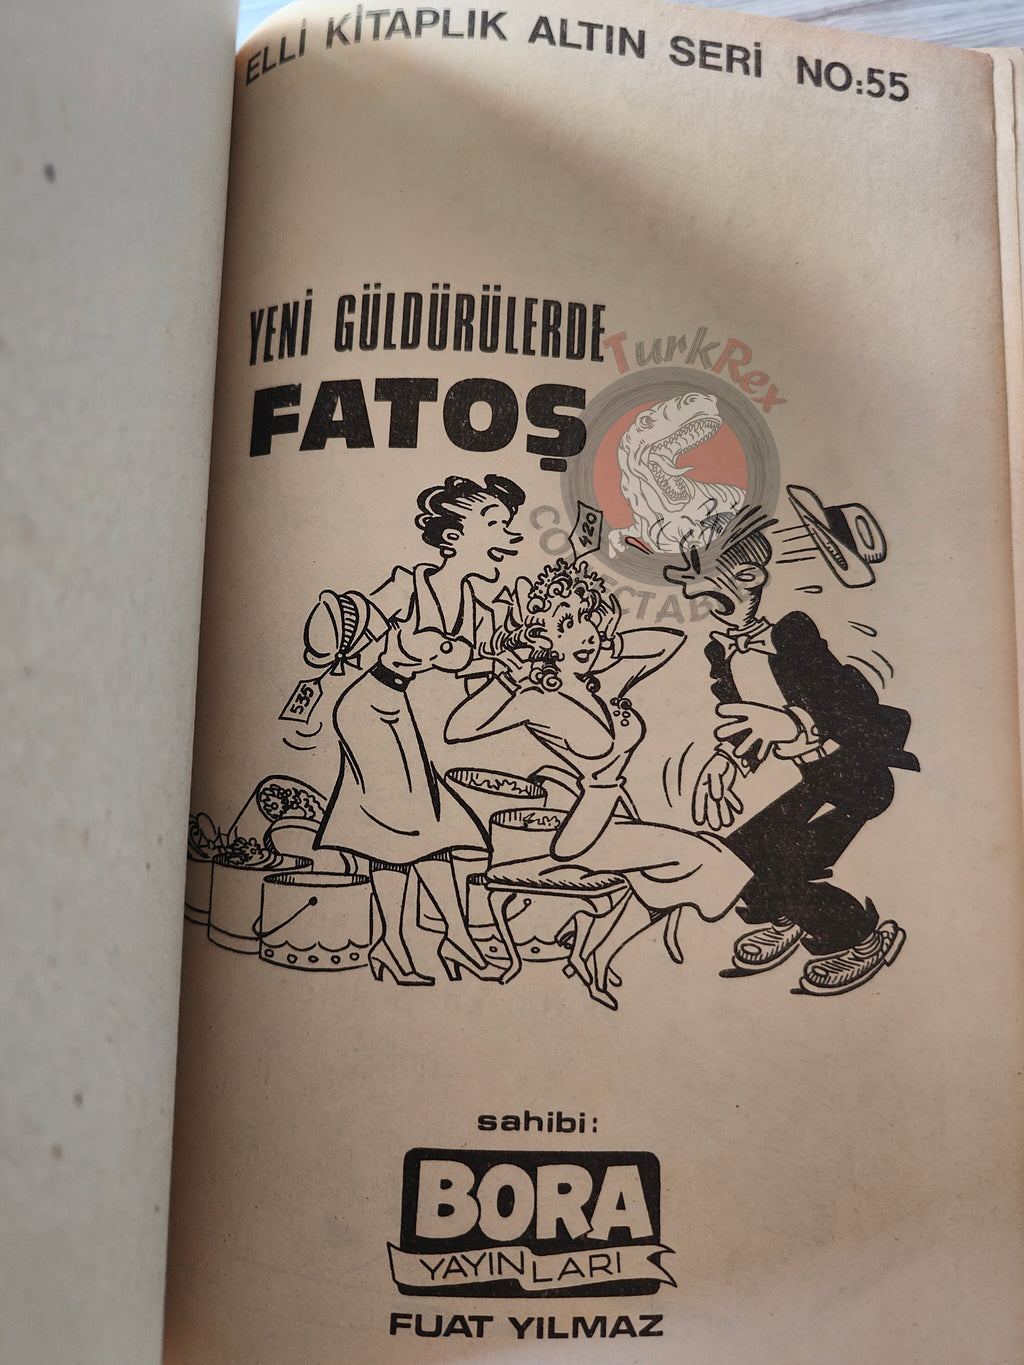 ELLİ KİTAPLIK ALTIN SERİ NO:55
YENİ GÜLDÜRÜLERDE
FATOŞ
TurkRex
420
535
sahibi:
BORA
YAYINLARI
FUAT YILMAZ